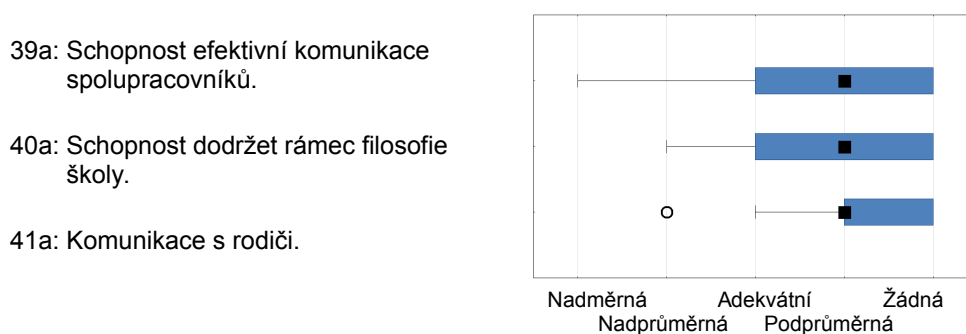 39a: Schopnost efektivní komunikace
spolupracovníků.
40a: Schopnost dodržet rámec filosofie
školy.
41a: Komunikace s rodiči.
Nadměrná Adekvátní Žádná
Nadprůměrná Podprůměrná